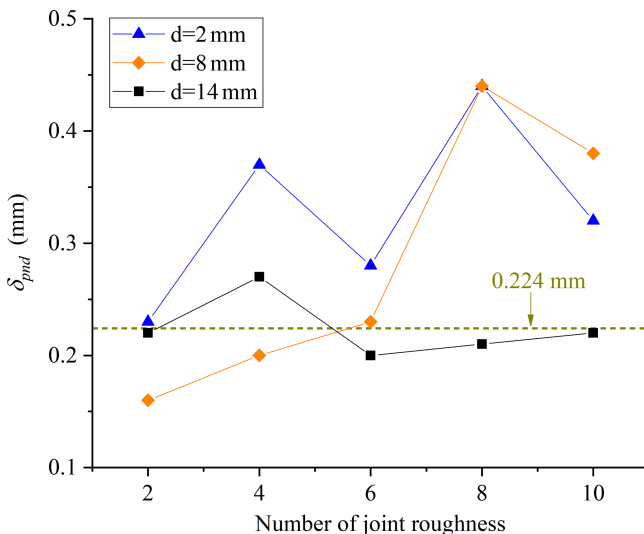 d=2 mm
d=8 mm
d=14 mm
0.5
0.4
0.3
0.2
0.1
δpnd (mm)
0.224 mm
2 4 6 8 10
Number of joint roughness